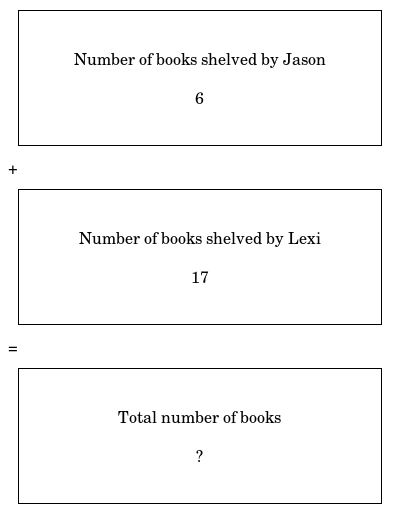 Number of books shelved by Jason
6
+
Number of books shelved by Lexi
17
=
Total number of books
?